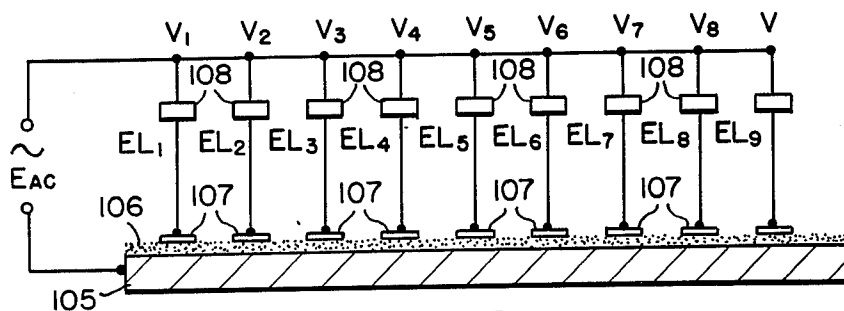 V1 V2 V3 V4 V5 V6 V7 V8 V
108 108 108 108
EL1 EL2 EL3 EL4 EL5 EL6 EL7 EL8 EL9
~
EAC
107 107 107 107
106
105